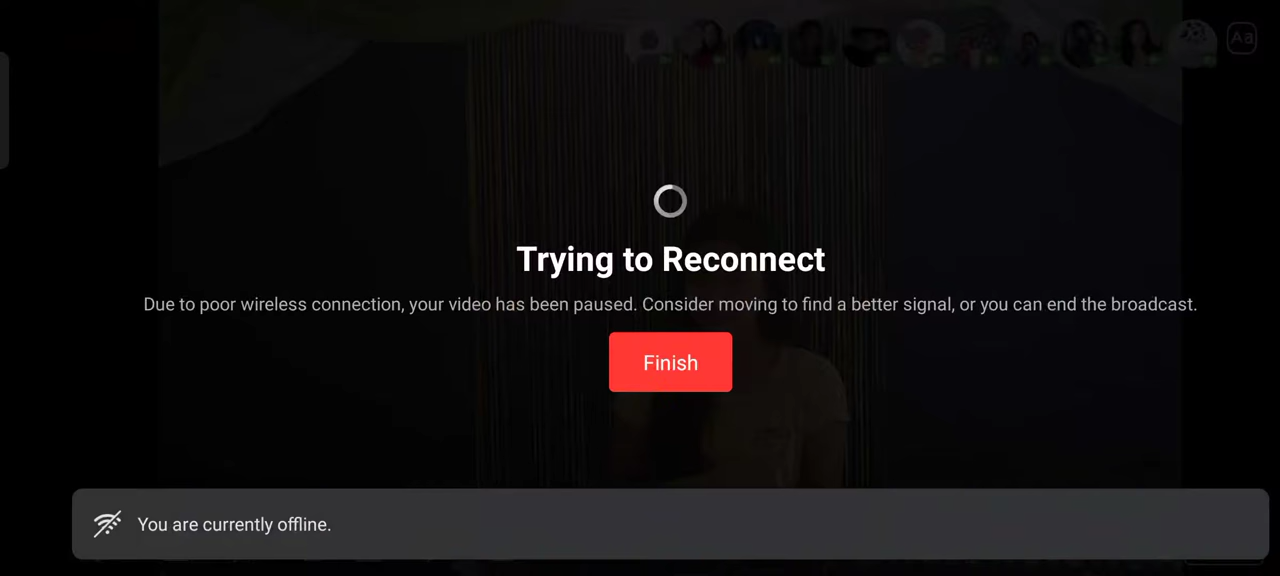 Aa
Trying to Reconnect
Due to poor wireless connection, your video has been paused. Consider moving to find a better signal, or you can end the broadcast.
Finish
You are currently offline.